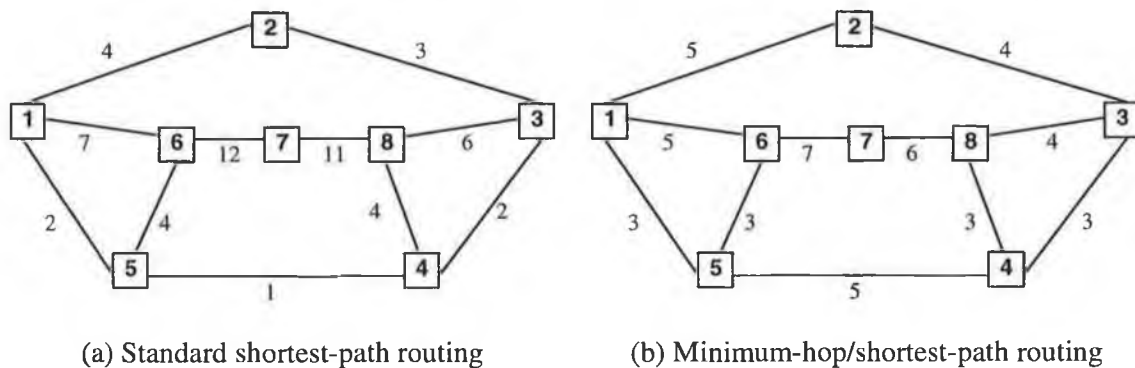 2 2
4 3 5 4
1 3 1 3
7 6 7 8 6 5 6 7 8 4
12 11 7 6
2 4 4 2 3 3 3 3
5 4 5 4
1 5
(a) Standard shortest-path routing (b) Minimum-hop/shortest-path routing